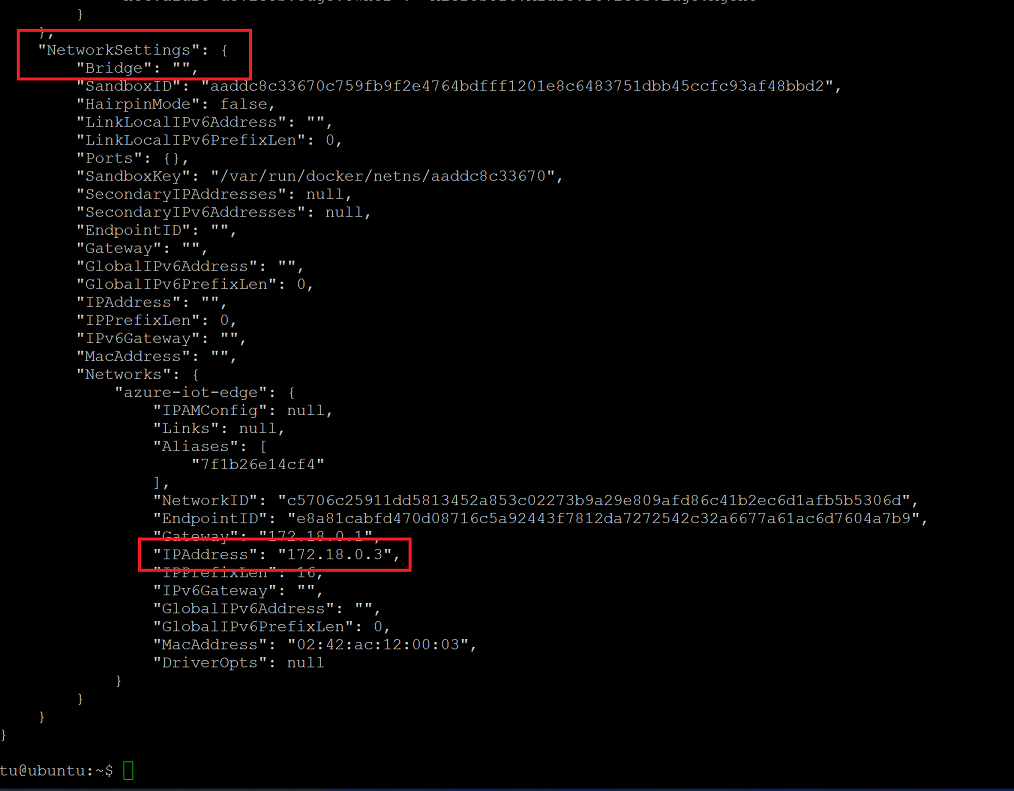 }
},
"NetworkSettings": {
"Bridge": "",
"SandboxID": "aaddc8c33670c759fb9f2e4764bdfff1201e8c6483751dbb45ccfc93af48bbd2",
"HairpinMode": false,
"LinkLocalIPv6Address": "",
"LinkLocalIPv6PrefixLen": 0,
"Ports": {},
"SandboxKey": "/var/run/docker/netns/aaddc8c33670",
"SecondaryIPAddresses": null,
"SecondaryIPv6Addresses": null,
"EndpointID": "",
"Gateway": "",
"GlobalIPv6Address": "",
"GlobalIPv6PrefixLen": 0,
"IPAddress": "",
"IPPrefixLen": 0,
"IPv6Gateway": "",
"MacAddress": "",
"Networks": {
"azure-iot-edge": {
"IPAMConfig": null,
"Links": null,
"Aliases": [
"7f1b26e14cf4"
],
"NetworkID": "c5706c25911dd5813452a853c02273b9a29e809afd86c41b2ec6d1afb5b5306d",
"EndpointID": "e8a81cabfd470d08716c5a92443f7812da7272542c32a6677a61ac6d7604a7b9",
"Gateway": "172.18.0.1",
"IPAddress": "172.18.0.3",
"IPPrefixLen": 16,
"IPv6Gateway": "",
"GlobalIPv6Address": "",
"GlobalIPv6PrefixLen": 0,
"MacAddress": "02:42:ac:12:00:03",
"DriverOpts": null
}
}
}
}
tu@ubuntu:~$